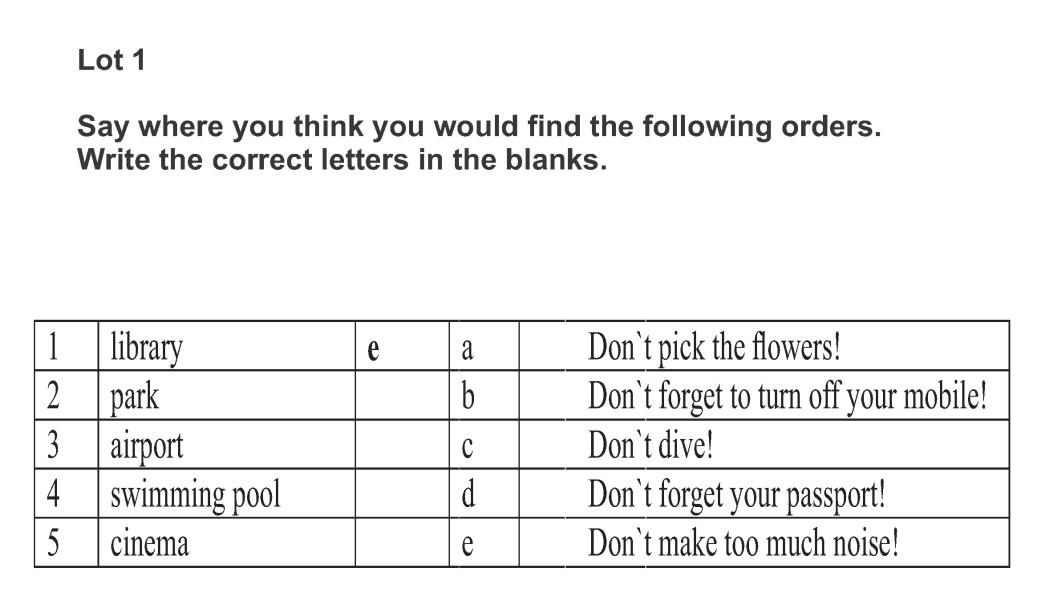 Lot 1
Say where you think you would find the following orders.
Write the correct letters in the blanks.
1 library e a Don`t pick the flowers!
2 park b Don`t forget to turn off your mobile!
3 airport c Don`t dive!
4 swimming pool d Don`t forget your passport!
5 cinema e Don`t make too much noise!